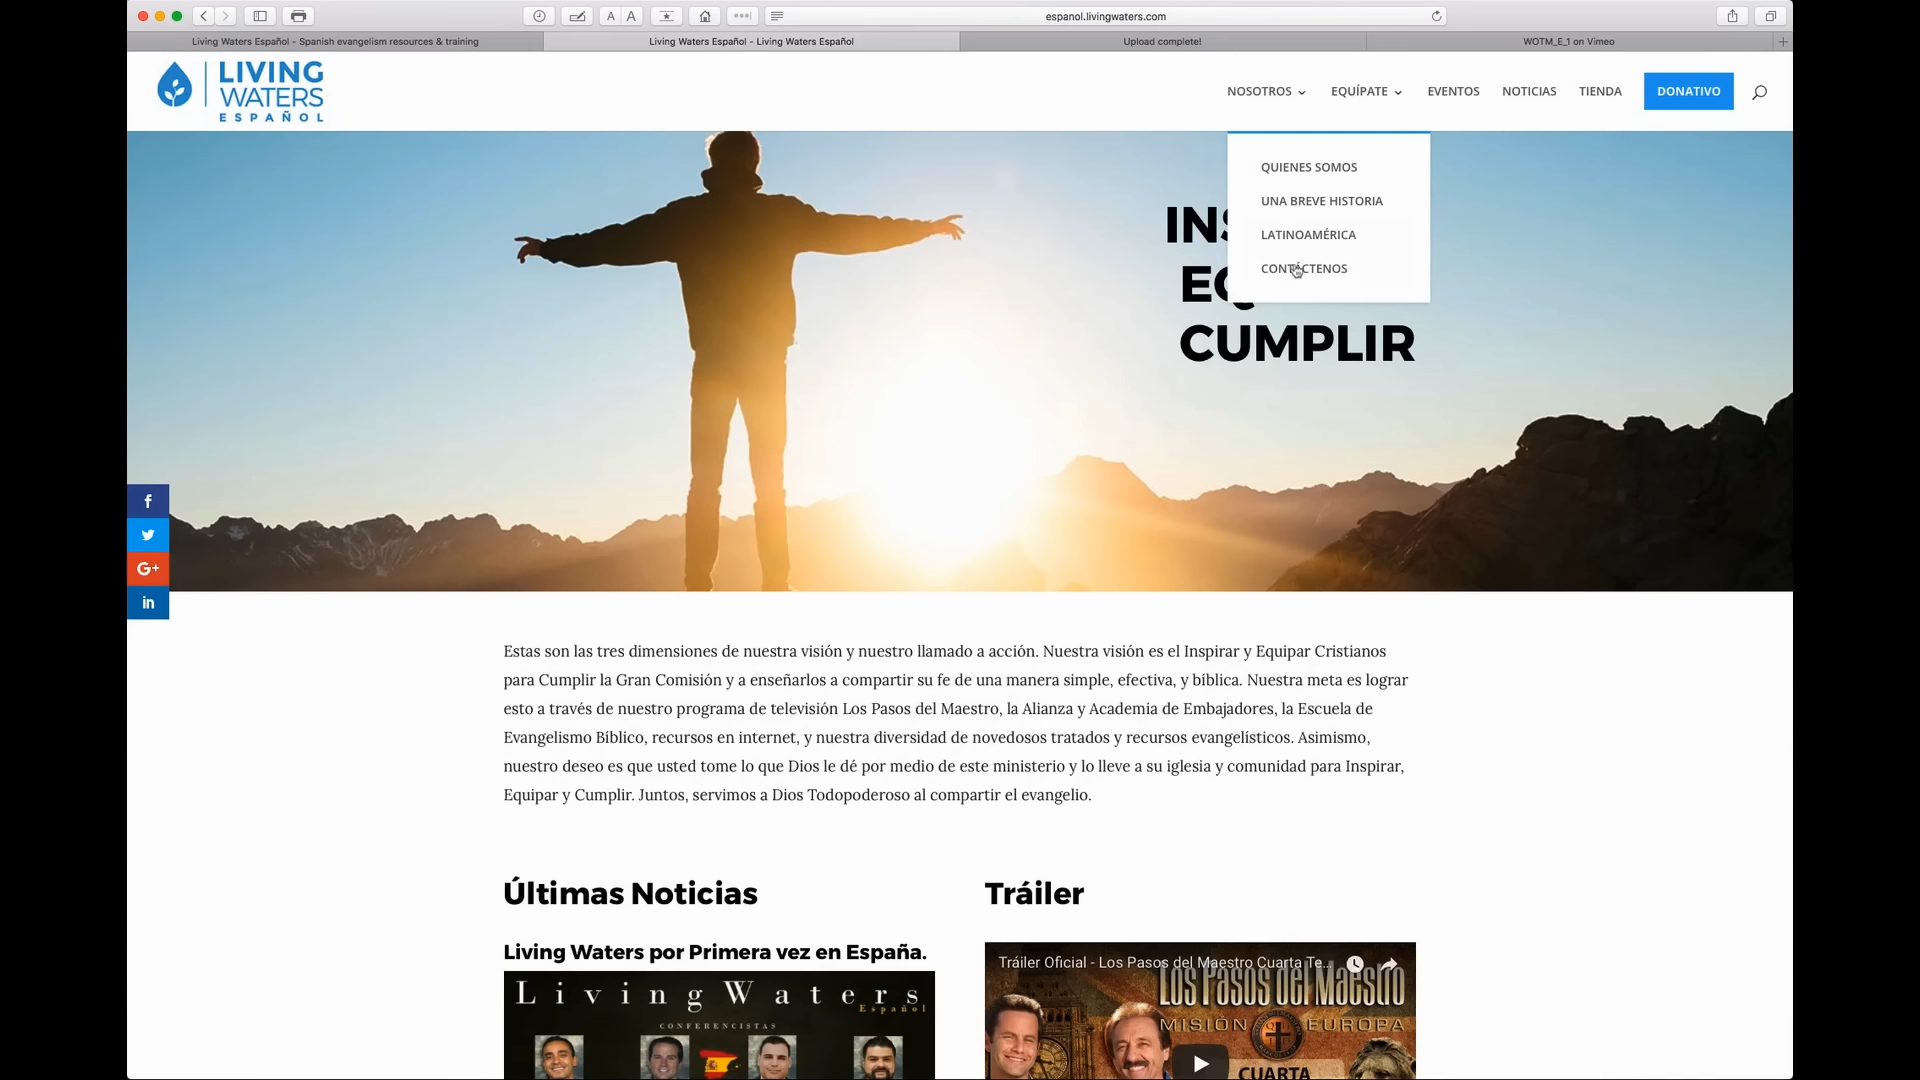 A A
espanol.livingwaters.com
Living Waters Español - Spanish evangelism resources & training
Living Waters Español - Living Waters Español
Upload complete!
WOTM_E_1 on Vimeo
LIVING
WATERS
ESPAÑOL
NOSOTROS
EQUÍPATE
EVENTOS
NOTICIAS
TIENDA
DONATIVO
QUIENES SOMOS
UNA BREVE HISTORIA
LATINOAMÉRICA
CONTÁCTENOS
CUMPLIR
f
G+
in
Estas son las tres dimensiones de nuestra visión y nuestro llamado a acción. Nuestra visión es el Inspirar y Equipar Cristianos
para Cumplir la Gran Comisión y a enseñarlos a compartir su fe de una manera simple, efectiva, y bíblica. Nuestra meta es lograr
esto a través de nuestro programa de televisión Los Pasos del Maestro, la Alianza y Academia de Embajadores, la Escuela de
Evangelismo Bíblico, recursos en internet, y nuestra diversidad de novedosos tratados y recursos evangelísticos. Asimismo,
nuestro deseo es que usted tome lo que Dios le dé por medio de este ministerio y lo lleve a su iglesia y comunidad para Inspirar,
Equipar y Cumplir. Juntos, servimos a Dios Todopoderoso al compartir el evangelio.
Últimas Noticias
Tráiler
Living Waters por Primera vez en España.
Living Waters
Español
CONFERENCISTAS
Tráiler Oficial - Los Pasos del Maestro Cuarta Te...
Los Pasos del Maestro
MISIÓN EUROPA
CUARTA